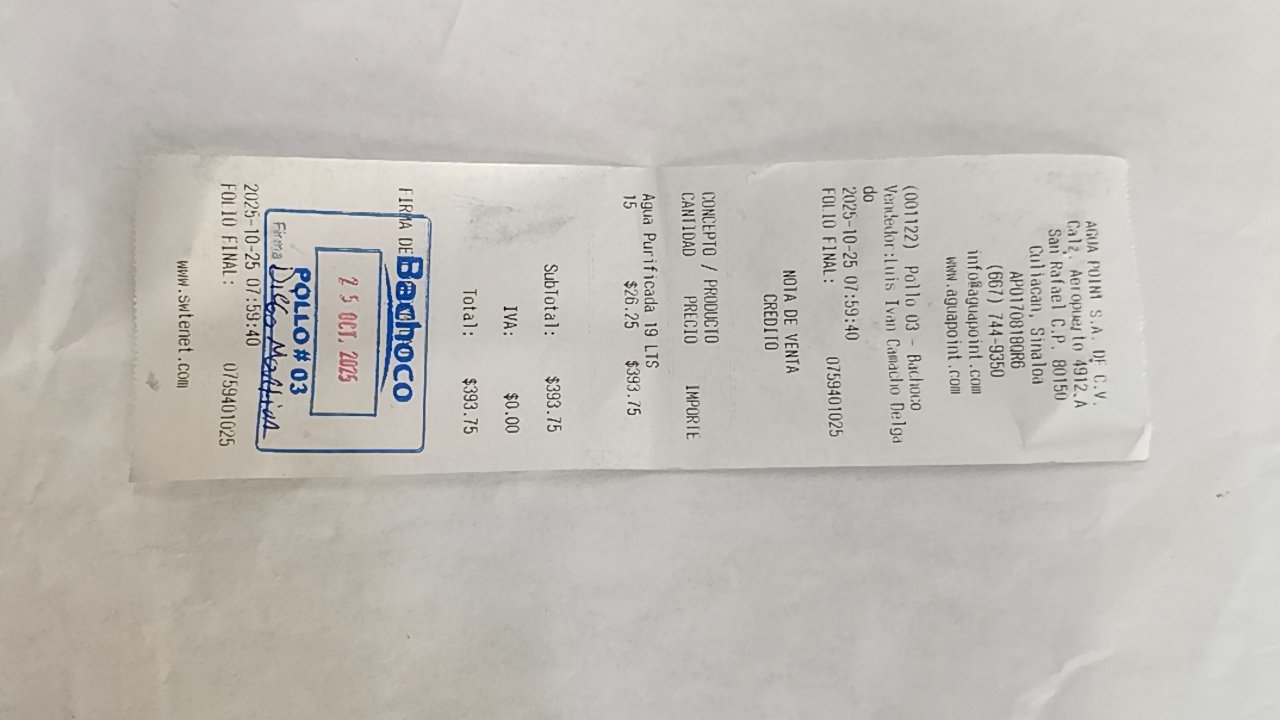 AGUA POINT S.A. DE C.V.
Calz. Aeropuerto 4912-A
San Rafael C.P. 80150
Culiacan, Sinaloa
APO1708180R6
(667) 744-9350
info@aguapoint.com
www.aguapoint.com
(001122) Pollo 03 - Bachoco
Vendedor:Luis Ivan Camacho Delga
do
2025-10-25 07:59:40
FOLIO FINAL: 0759401025
NOTA DE VENTA
CREDITO
CONCEPTO / PRODUCTO
CANTIDAD PRECIO IMPORTE
Agua Purificada 19 LTS
15 $26.25 $393.75
SubTotal: $393.75
IVA: $0.00
Total: $393.75
FIRMA DE
Bachoco
25 OCT. 2025
POLLO # 03
Firma
2025-10-25 07:59:40
FOLIO FINAL: 0759401025
www.swlenet.com